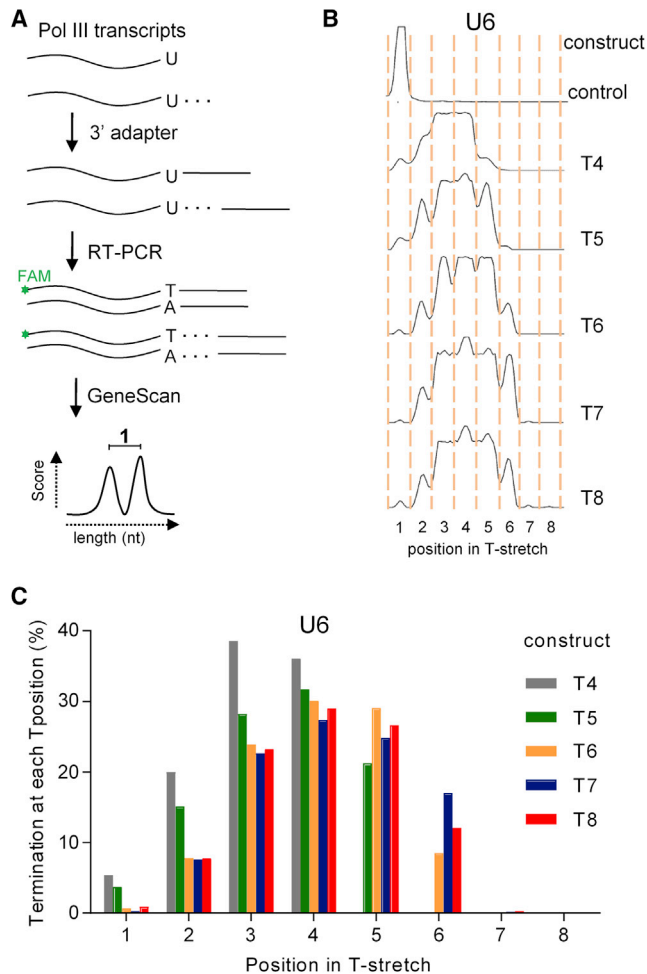 A
Pol III transcripts
U
U · · ·
3' adapter
U
U · · ·
RT-PCR
FAM
T
A
T · · ·
A · · ·
GeneScan
1
Score
length (nt)
B
U6
construct
control
T4
T5
T6
T7
T8
1 2 3 4 5 6 7 8
position in T-stretch
C
U6
Termination at each Tposition (%)
40
30
20
10
0
1 2 3 4 5 6 7 8
Position in T-stretch
construct
T4
T5
T6
T7
T8